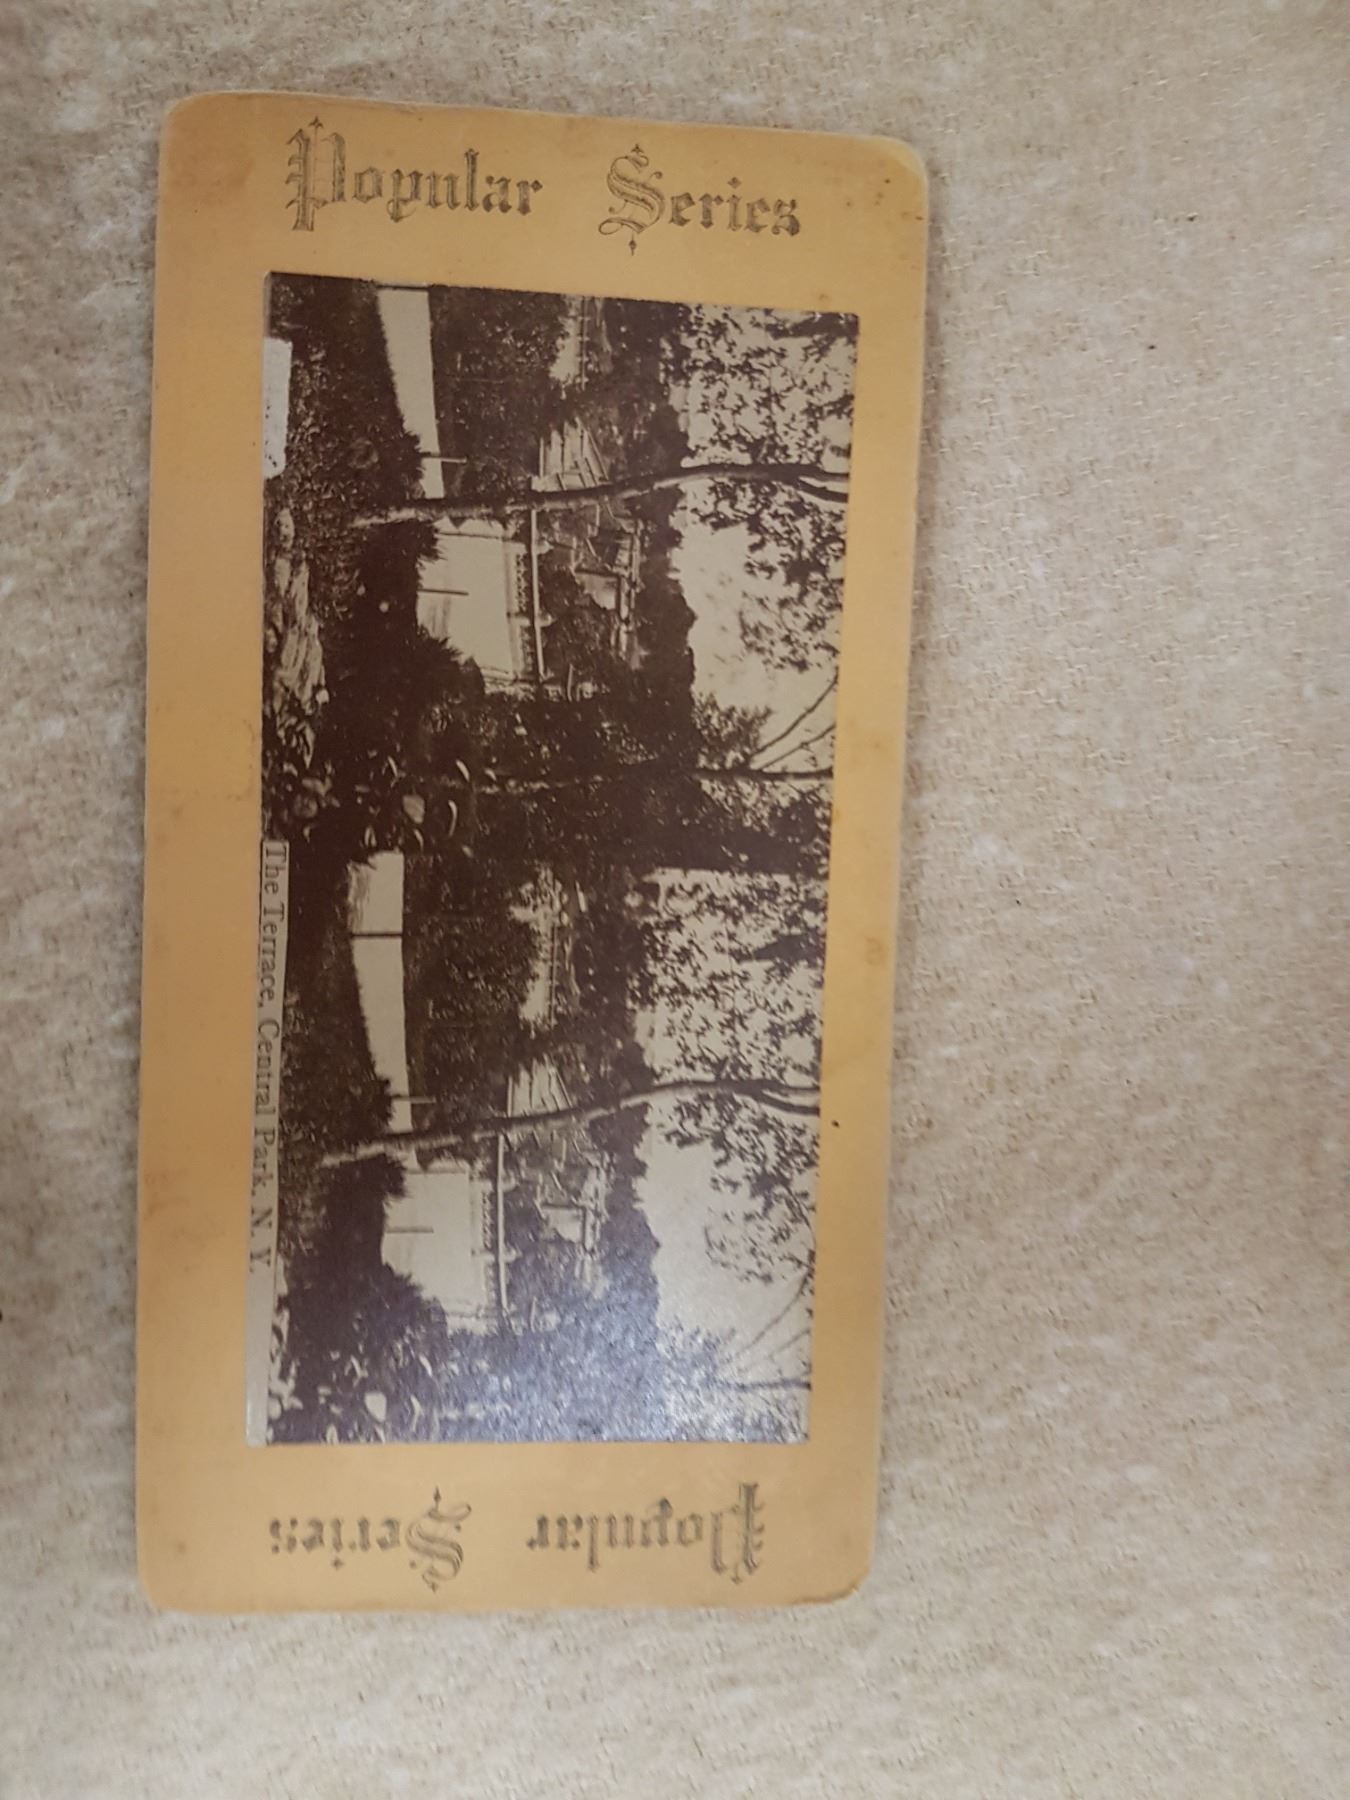 Popular Series
The Terrace, Central Park, N. Y.
Popular Series